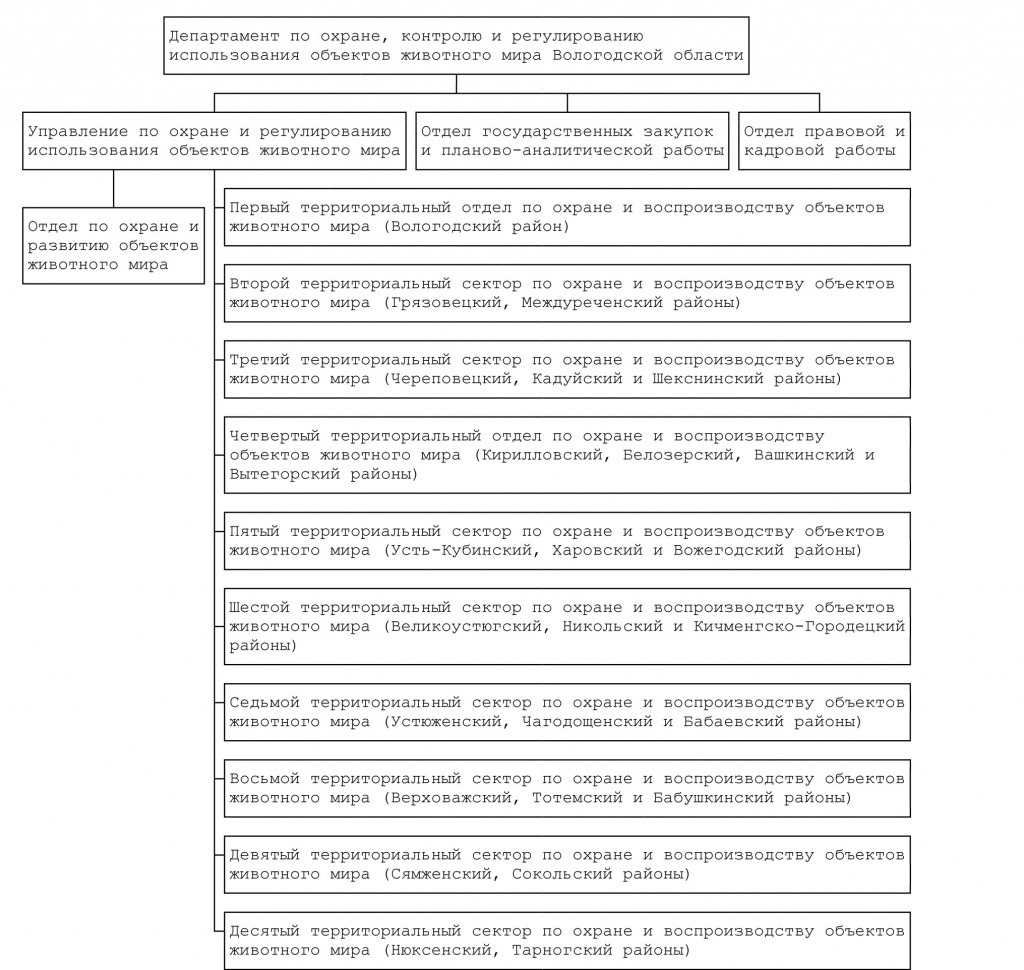 Департамент по охране, контролю и регулированию
использования объектов животного мира Вологодской области
Управление по охране и регулированию
использования объектов животного мира
Отдел государственных закупок
и планово-аналитической работы
Отдел правовой и
кадровой работы
Отдел по охране и
развитию объектов
животного мира
Первый территориальный отдел по охране и воспроизводству объектов
животного мира (Вологодский район)
Второй территориальный сектор по охране и воспроизводству объектов
животного мира (Грязовецкий, Междуреченский районы)
Третий территориальный сектор по охране и воспроизводству объектов
животного мира (Череповецкий, Кадуйский и Шекснинский районы)
Четвертый территориальный отдел по охране и воспроизводству
объектов животного мира (Кирилловский, Белозерский, Вашкинский и
Вытегорский районы)
Пятый территориальный сектор по охране и воспроизводству объектов
животного мира (Усть-Кубинский, Харовский и Вожегодский районы)
Шестой территориальный сектор по охране и воспроизводству объектов
животного мира (Великоустюгский, Никольский и Кичменгско-Городецкий
районы)
Седьмой территориальный сектор по охране и воспроизводству объектов
животного мира (Устюженский, Чагодощенский и Бабаевский районы)
Восьмой территориальный сектор по охране и воспроизводству объектов
животного мира (Верховажский, Тотемский и Бабушкинский районы)
Девятый территориальный сектор по охране и воспроизводству объектов
животного мира (Сямженский, Сокольский районы)
Десятый территориальный сектор по охране и воспроизводству объектов
животного мира (Нюксенский, Тарногский районы)